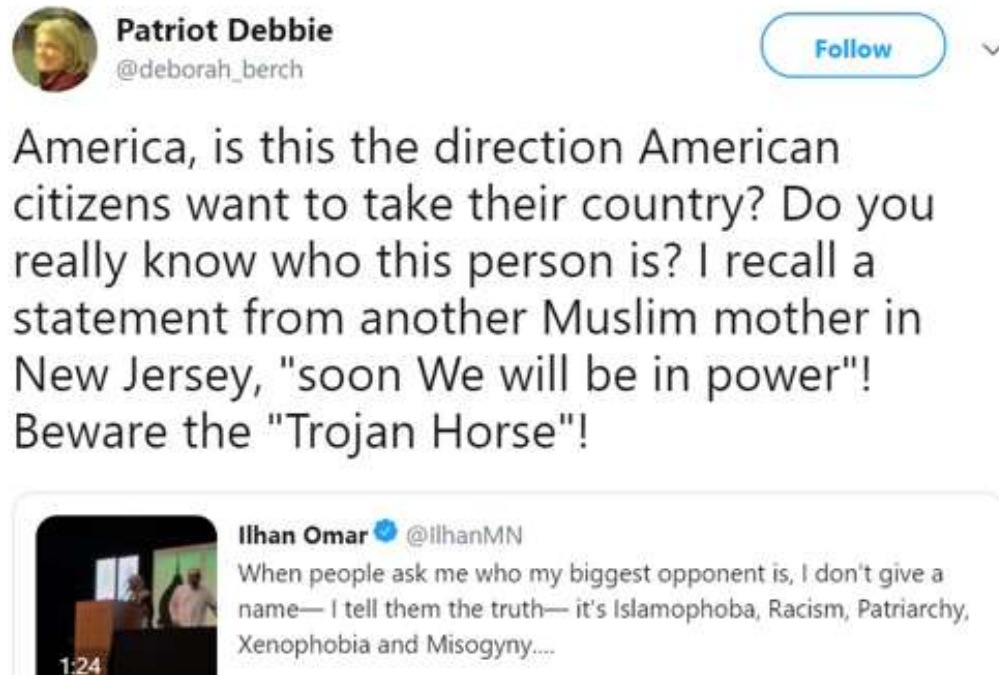 Patriot Debbie
@deborah_berch
Follow
America, is this the direction American
citizens want to take their country? Do you
really know who this person is? I recall a
statement from another Muslim mother in
New Jersey, "soon We will be in power"!
Beware the "Trojan Horse"!
Ilhan Omar @IlhanMN
When people ask me who my biggest opponent is, I don't give a
name— I tell them the truth— it's Islamophoba, Racism, Patriarchy,
Xenophobia and Misogyny....
1:24